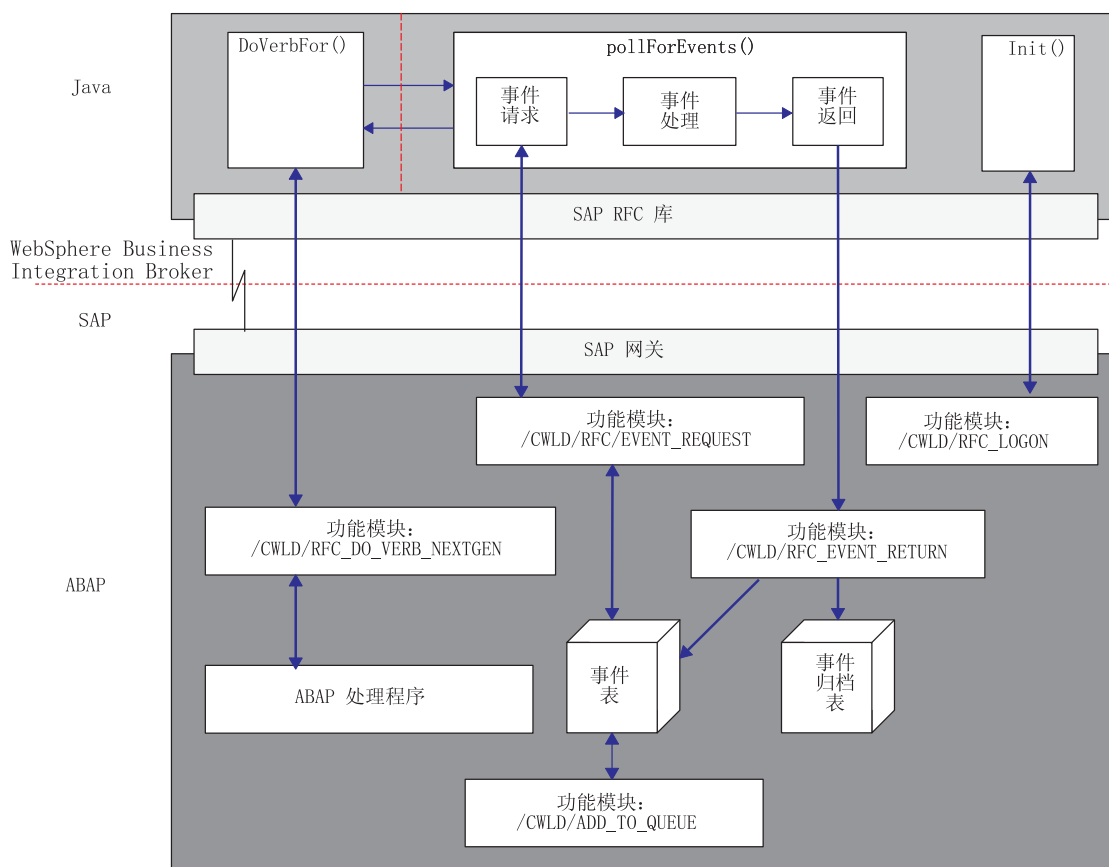 DoVerbFor()
pollForEvents()
Init()
Java
事件
请求
事件
处理
事件
返回
SAP RFC 库
WebSphere Business
Integration Broker
SAP
SAP 网关
功能模块:
/CWLD/RFC/EVENT_REQUEST
功能模块:
/CWLD/RFC_LOGON
功能模块:
/CWLD/RFC_DO_VERB_NEXTGEN
功能模块:
/CWLD/RFC_EVENT_RETURN
ABAP
ABAP 处理程序
事件
表
事件
归档
表
功能模块:
/CWLD/ADD_TO_QUEUE